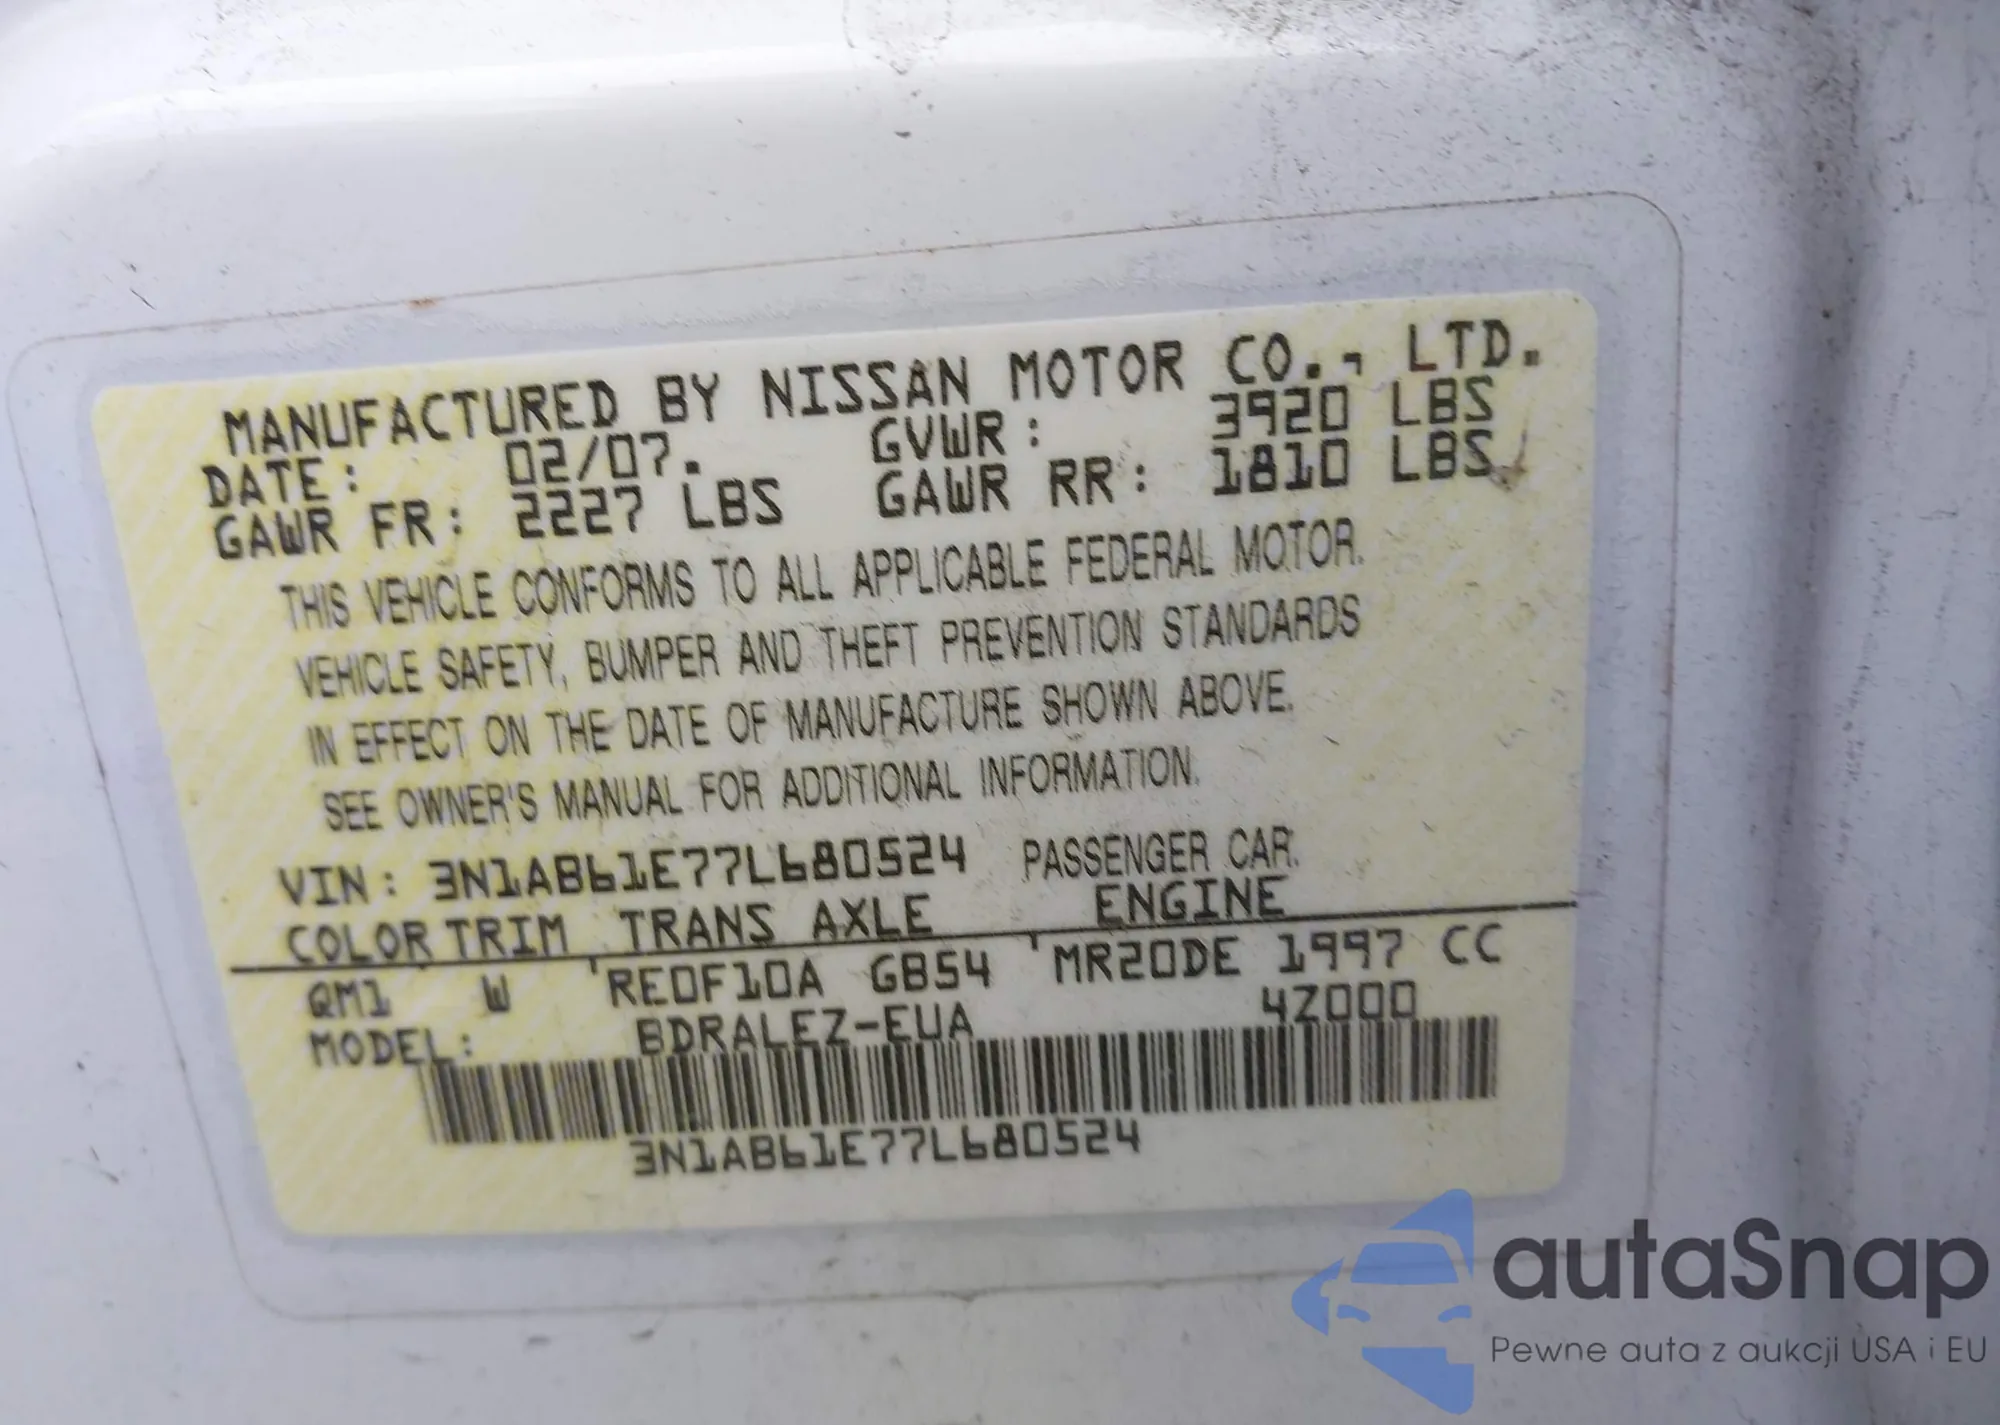 MANUFACTURED BY NISSAN MOTOR CO., LTD.
DATE: 02/07. GVWR: 3920 LBS
GAWR FR: 2227 LBS GAWR RR: 1810 LBS
THIS VEHICLE CONFORMS TO ALL APPLICABLE FEDERAL MOTOR
VEHICLE SAFETY, BUMPER AND THEFT PREVENTION STANDARDS
IN EFFECT ON THE DATE OF MANUFACTURE SHOWN ABOVE.
SEE OWNER'S MANUAL FOR ADDITIONAL INFORMATION.
VIN: 3N1AB61E77L680524 PASSENGER CAR.
COLOR TRIM TRANS AXLE ENGINE
QM1 W RE0F10A GB54 MR20DE 1997 CC
MODEL: BDRALEZ-EUA 4Z000
3N1AB61E77L680524
autaSnap
Pewne auta z aukcji USA i EU